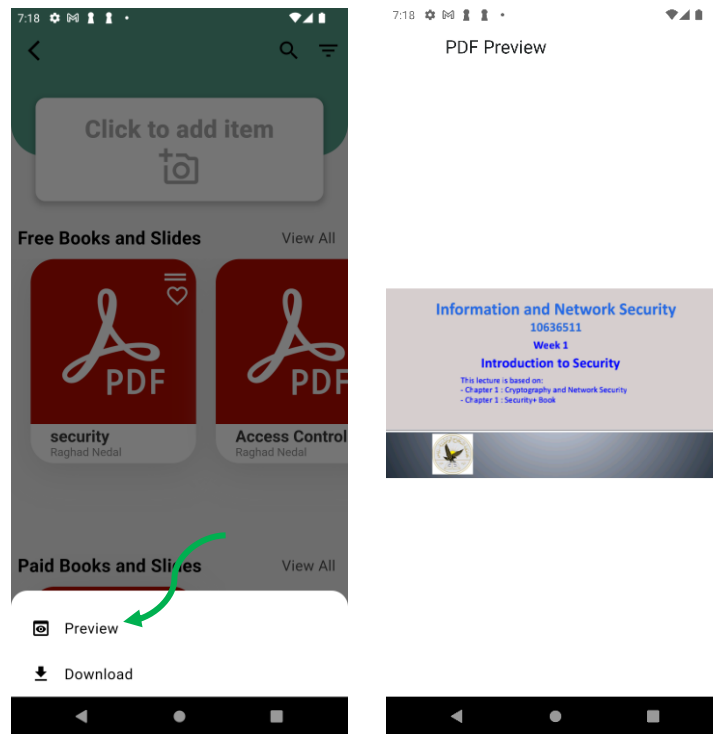 7:18
Click to add item
Free Books and Slides
View All
PDF
PDF
security
Raghad Nedal
Access Control
Raghad Nedal
Paid Books and Slides
View All
Preview
Download
7:18
PDF Preview
Information and Network Security
10636511
Week 1
Introduction to Security
This lecture is based on:
- Chapter 1 : Cryptography and Network Security
- Chapter 1 : Security+ Book